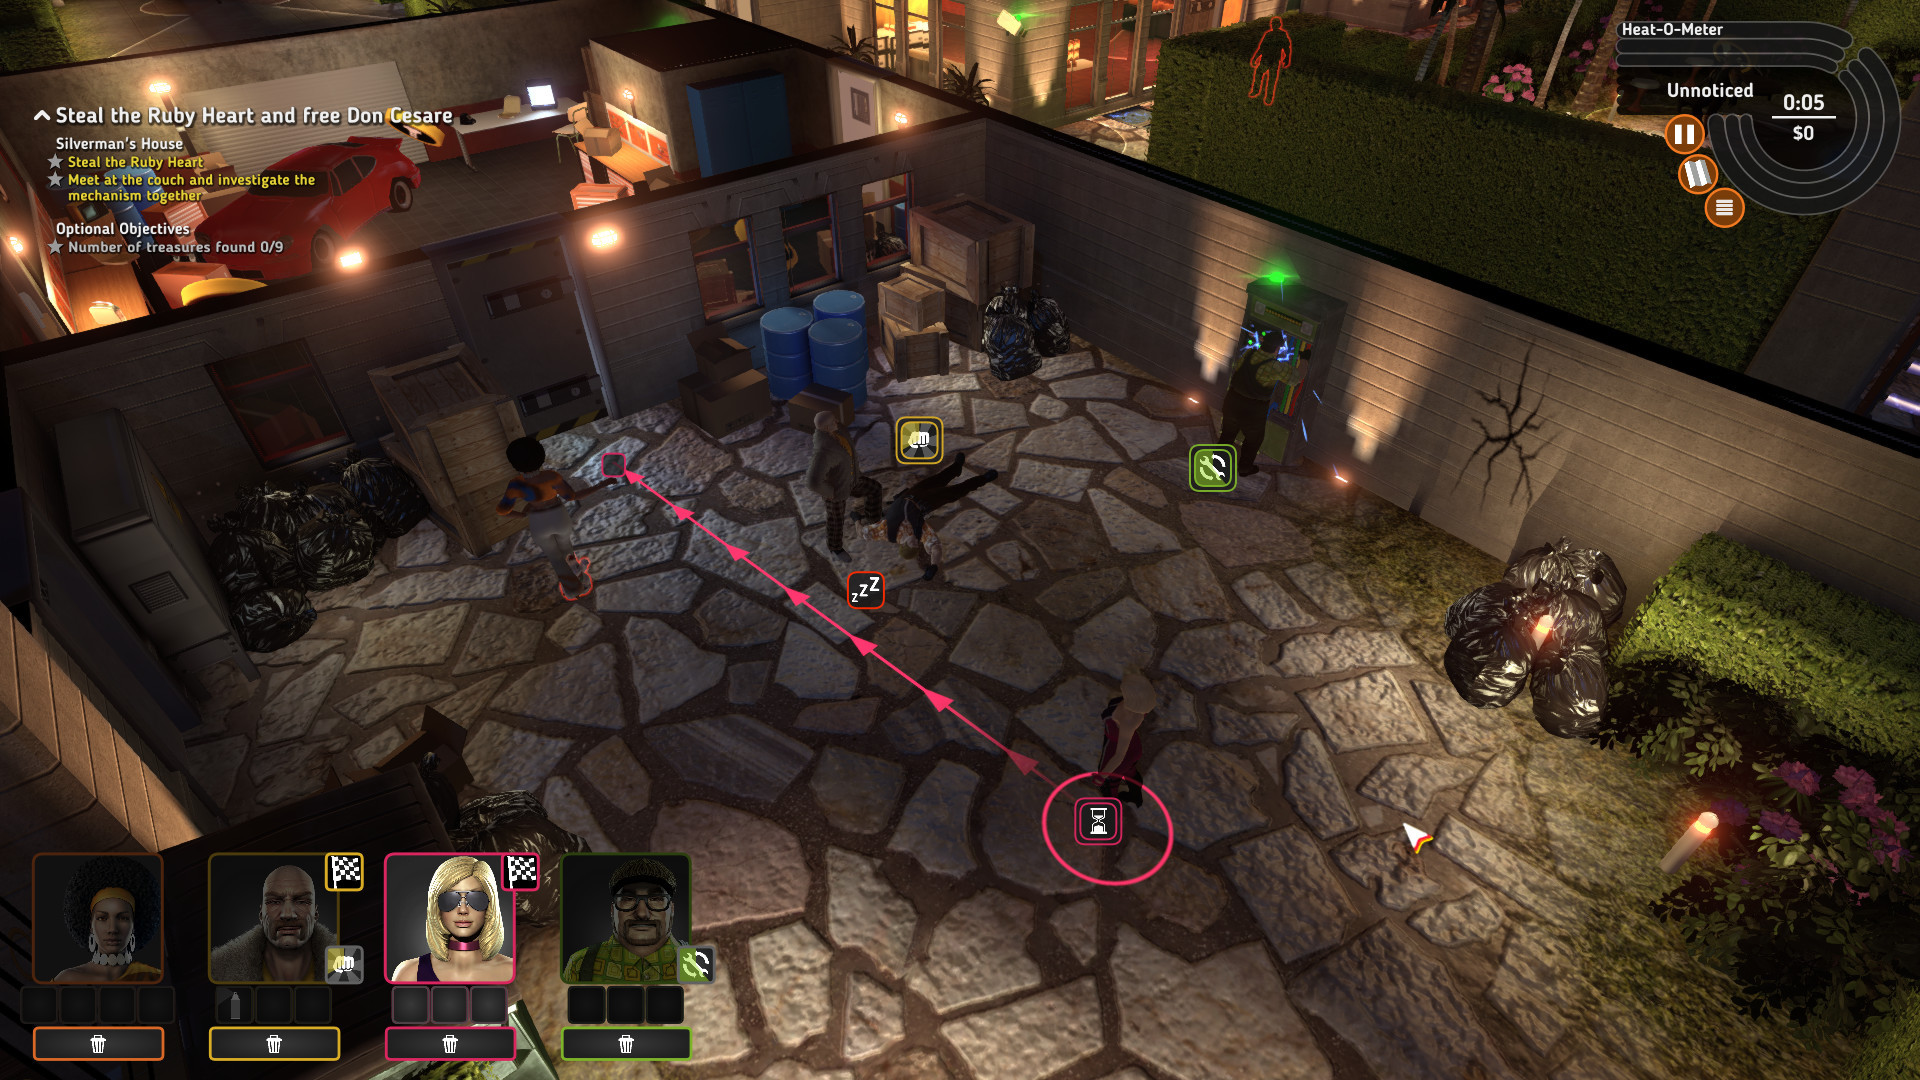 Steal the Ruby Heart and free Don Cesare
Silverman's House
Steal the Ruby Heart
Meet at the couch and investigate the
mechanism together
Optional Objectives
Number of treasures found 0/9
Heat-O-Meter
Unnoticed
0:05
$0
zzZ